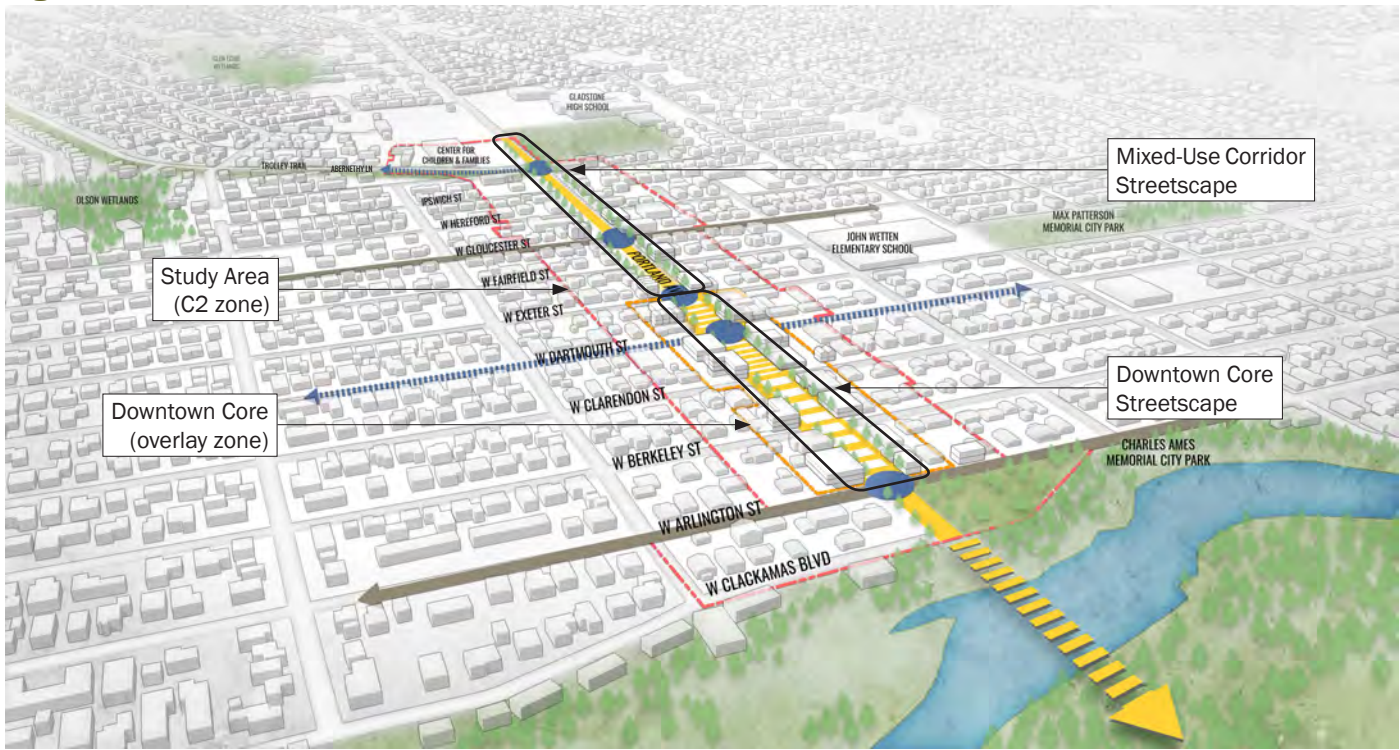 GLEN ECHO
WETLANDS
GLADSTONE
HIGH SCHOOL
CENTER FOR
CHILDREN & FAMILIES
TROLLEY TRAIL
ABERNETHY LN
OLSON WETLANDS
IPSWICH ST
W HEREFORD ST
W GLOUCESTER ST
W FAIRFIELD ST
W EXETER ST
W DARTMOUTH ST
W CLARENDON ST
W BERKELEY ST
W ARLINGTON ST
W CLACKAMAS BLVD
PORTLAND
Mixed-Use Corridor
Streetscape
MAX PATTERSON
MEMORIAL CITY PARK
JOHN WETTEN
ELEMENTARY SCHOOL
Study Area
(C2 zone)
Downtown Core
(overlay zone)
Downtown Core
Streetscape
CHARLES AMES
MEMORIAL CITY PARK